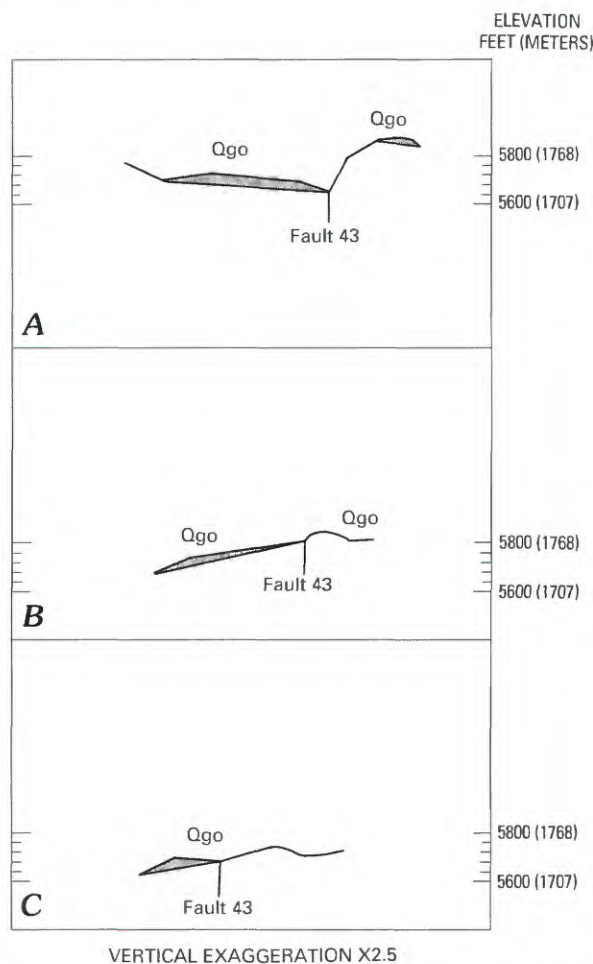 ELEVATION
FEET (METERS)
Qgo
Qgo
5800 (1768)
5600 (1707)
Fault 43
A
Qgo
Qgo
5800 (1768)
5600 (1707)
Fault 43
B
Qgo
5800 (1768)
5600 (1707)
Fault 43
C
VERTICAL EXAGGERATION X2.5